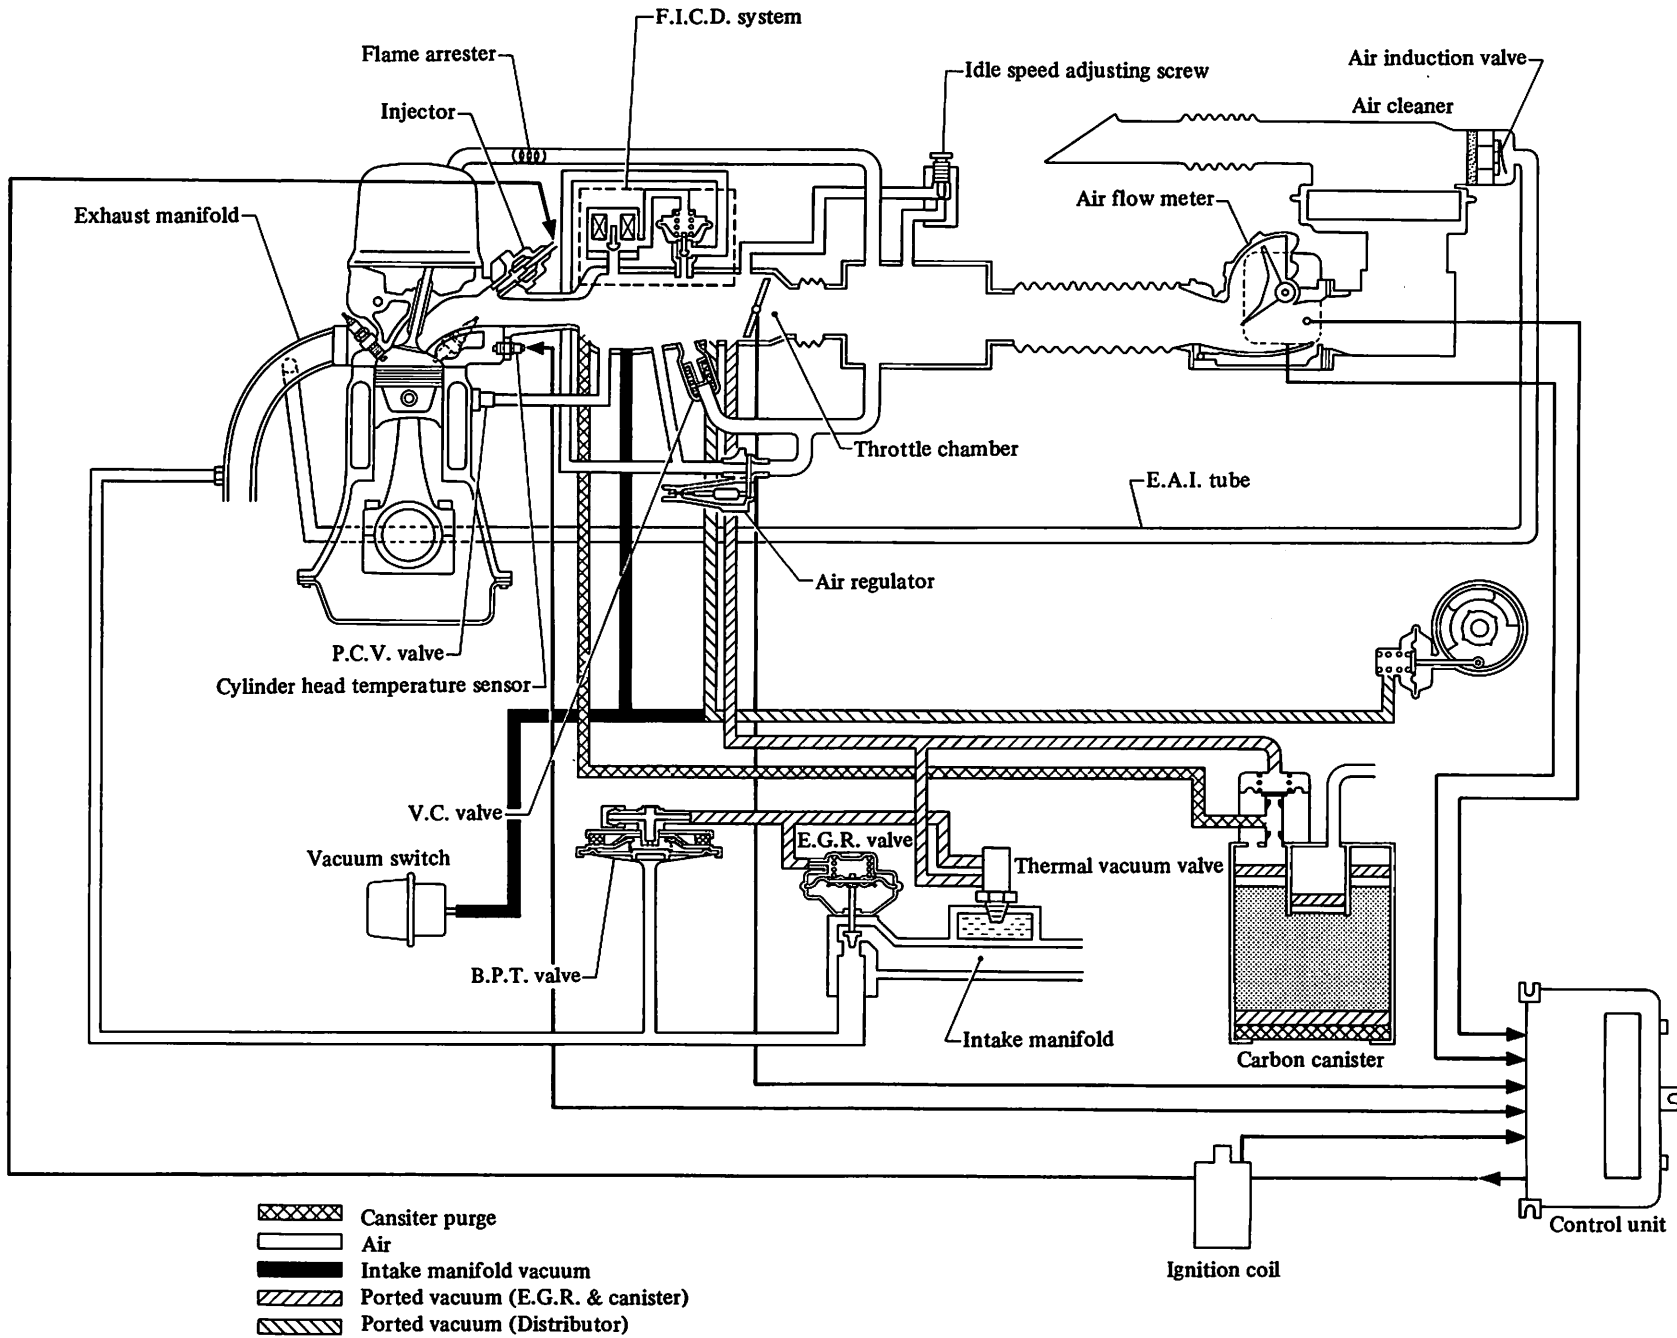 F.I.C.D. system
Flame arrester
Idle speed adjusting screw
Air induction valve
Air cleaner
Injector
Exhaust manifold
Air flow meter
Throttle chamber
E.A.I. tube
Air regulator
P.C.V. valve
Cylinder head temperature sensor
V.C. valve
E.G.R. valve
Vacuum switch
Thermal vacuum valve
B.P.T. valve
Intake manifold
Carbon canister
Control unit
Ignition coil
Cansiter purge
Air
Intake manifold vacuum
Ported vacuum (E.G.R. & canister)
Ported vacuum (Distributor)